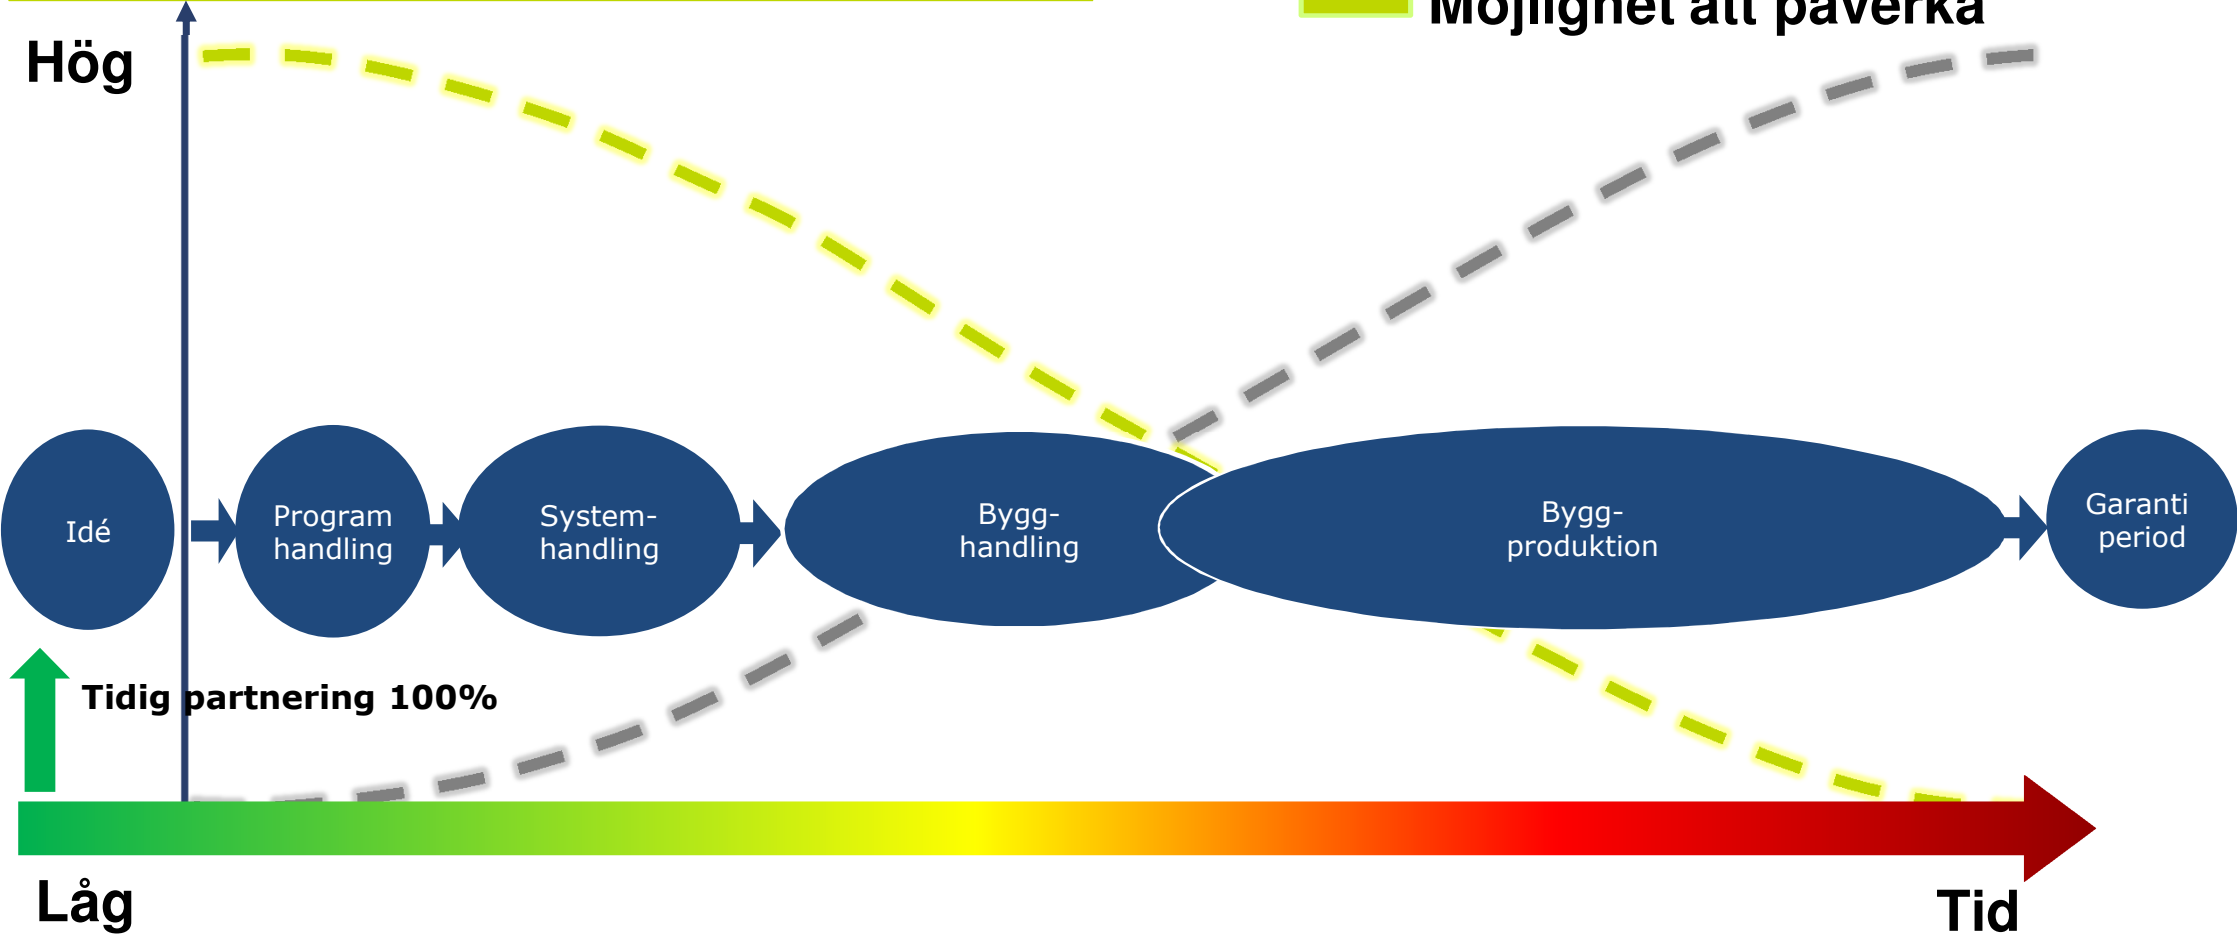 Möjlighet att påverka
Hög
Idé
Program
handling
System-
handling
Bygg-
handling
Bygg-
produktion
Garanti
period
Tidig partnering 100%
Låg
Tid